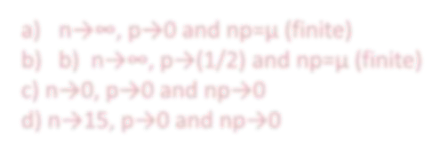 a) n→∞, p→0 and np=μ (finite)
b) b) n→∞, p→(1/2) and np=μ (finite)
c) n→0, p→0 and np→0
d) n→15, p→0 and np→0